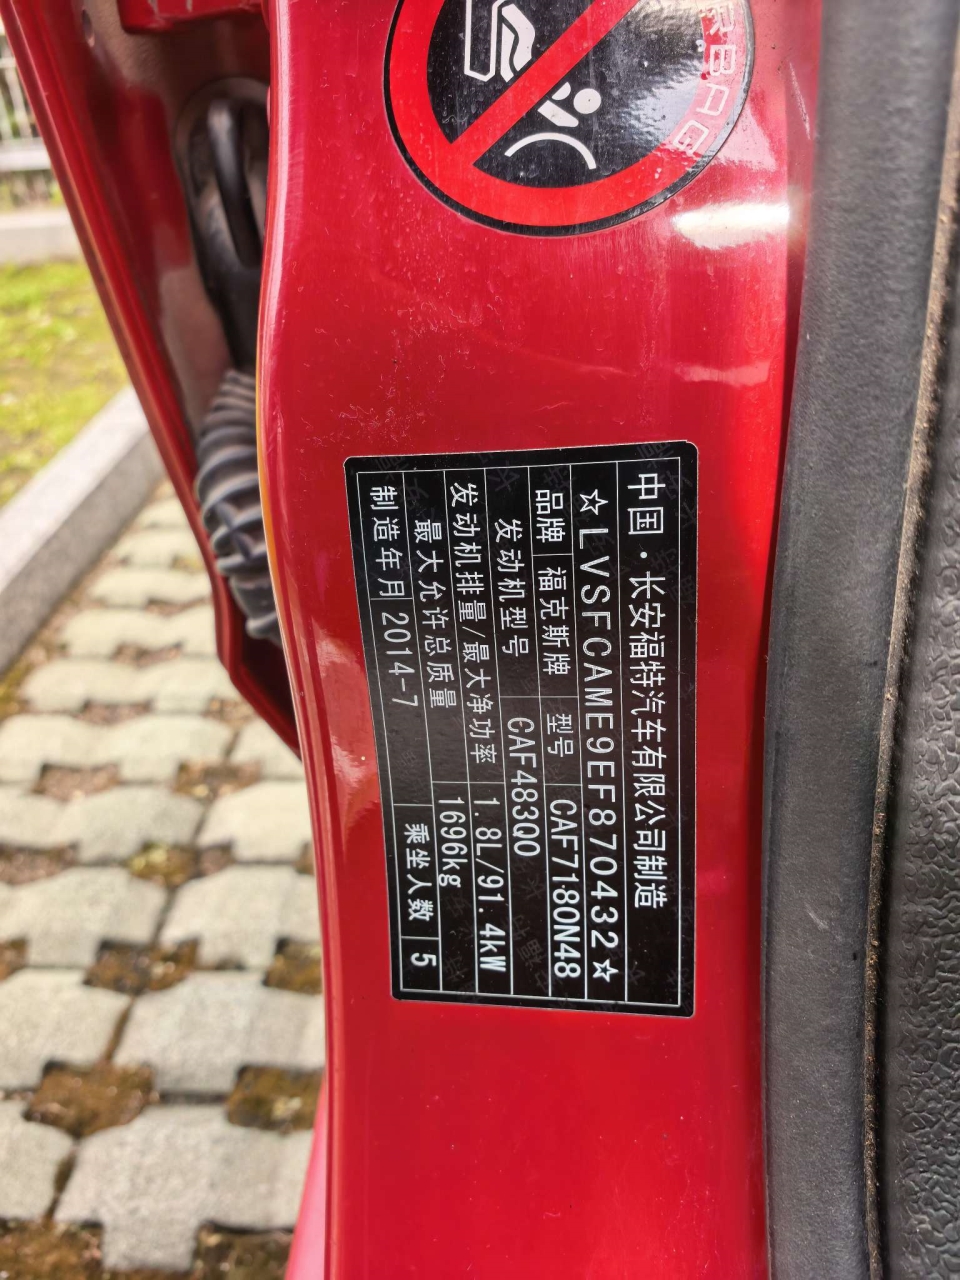 RBAG
中国·长安福特汽车有限公司制造
☆LVSFCAME9EF870432☆
品牌 福克斯牌 型号 CAF7180N48
发动机型号 CAF483Q0
发动机排量/最大净功率 1.8L/91.4kW
最大允许总质量 1696kg
制造年月 2014-7 乘坐人数 5